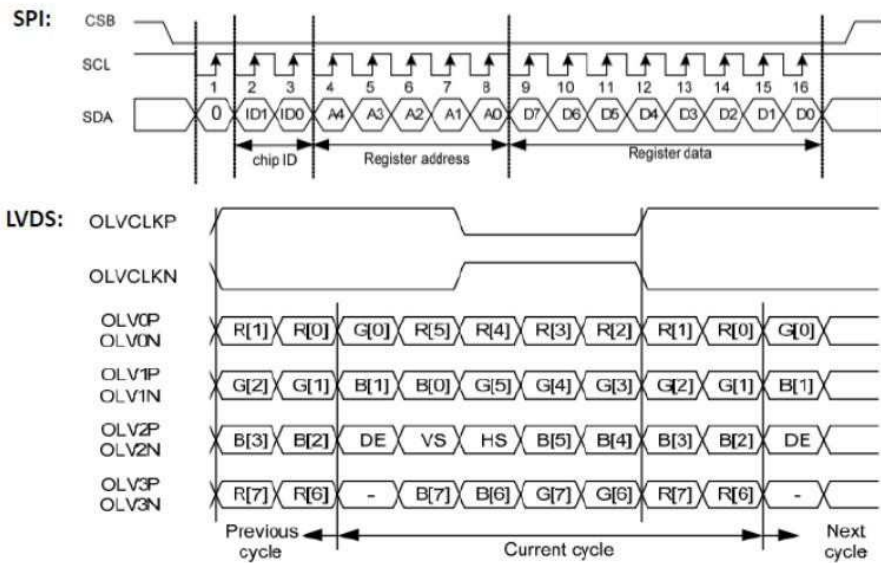 SPI: CSB
SCL
1 2 3 4 5 6 7 8 9 10 11 12 13 14 15 16
SDA 0 ID1 ID0 A4 A3 A2 A1 A0 D7 D6 D5 D4 D3 D2 D1 D0
chip ID Register address Register data
LVDS: OLVCLKP
OLVCLKN
OLV0P
OLV0N
R[1] R[0] G[0] R[5] R[4] R[3] R[2] R[1] R[0] G[0]
OLV1P
OLV1N
G[2] G[1] B[1] B[0] G[5] G[4] G[3] G[2] G[1] B[1]
OLV2P
OLV2N
B[3] B[2] DE VS HS B[5] B[4] B[3] B[2] DE
OLV3P
OLV3N
R[7] R[6] - B[7] B[6] G[7] G[6] R[7] R[6] -
Previous
cycle
Current cycle
Next
cycle